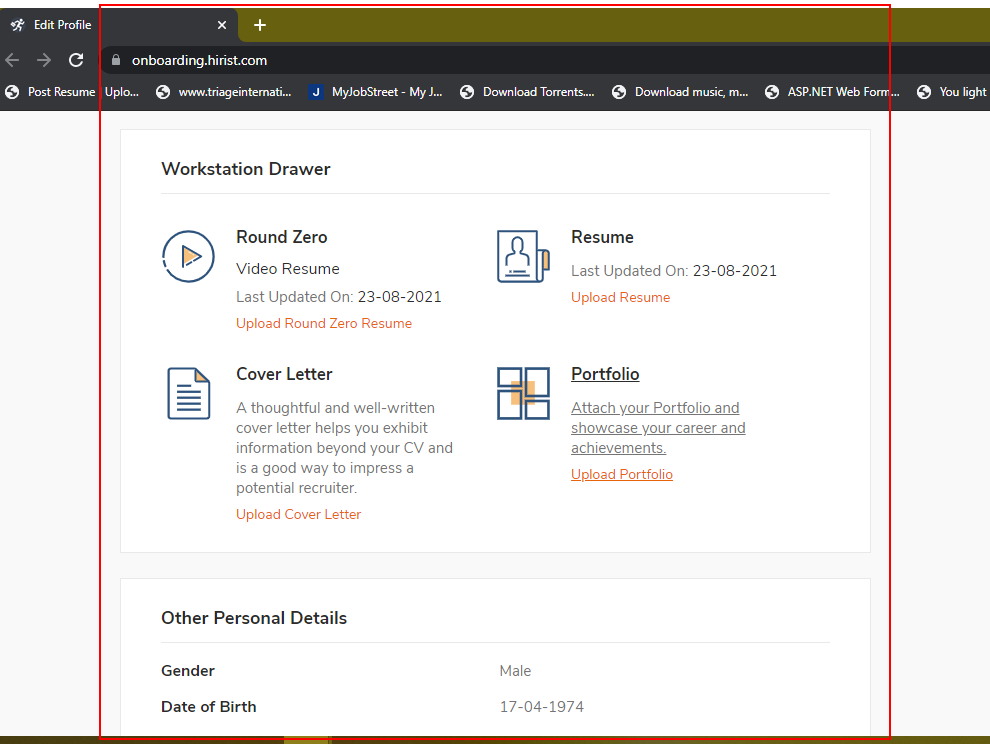 Edit Profile
onboarding.hirist.com
Post Resume Uplo... www.triageinternati... J MyJobStreet - My J... Download Torrents.... Download music, m... ASP.NET Web Form... You light
Workstation Drawer
Round Zero
Video Resume
Last Updated On: 23-08-2021
Upload Round Zero Resume
Resume
Last Updated On: 23-08-2021
Upload Resume
Cover Letter
A thoughtful and well-written
cover letter helps you exhibit
information beyond your CV and
is a good way to impress a
potential recruiter.
Upload Cover Letter
Portfolio
Attach your Portfolio and
showcase your career and
achievements.
Upload Portfolio
Other Personal Details
Gender Male
Date of Birth 17-04-1974